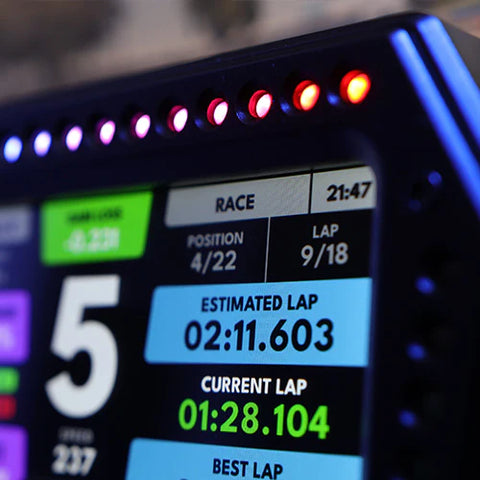 RACE
21:47
-0.231
POSITION
4/22
LAP
9/18
ESTIMATED LAP
02:11.603
5
CURRENT LAP
01:28.104
SPEED
237
BEST LAP